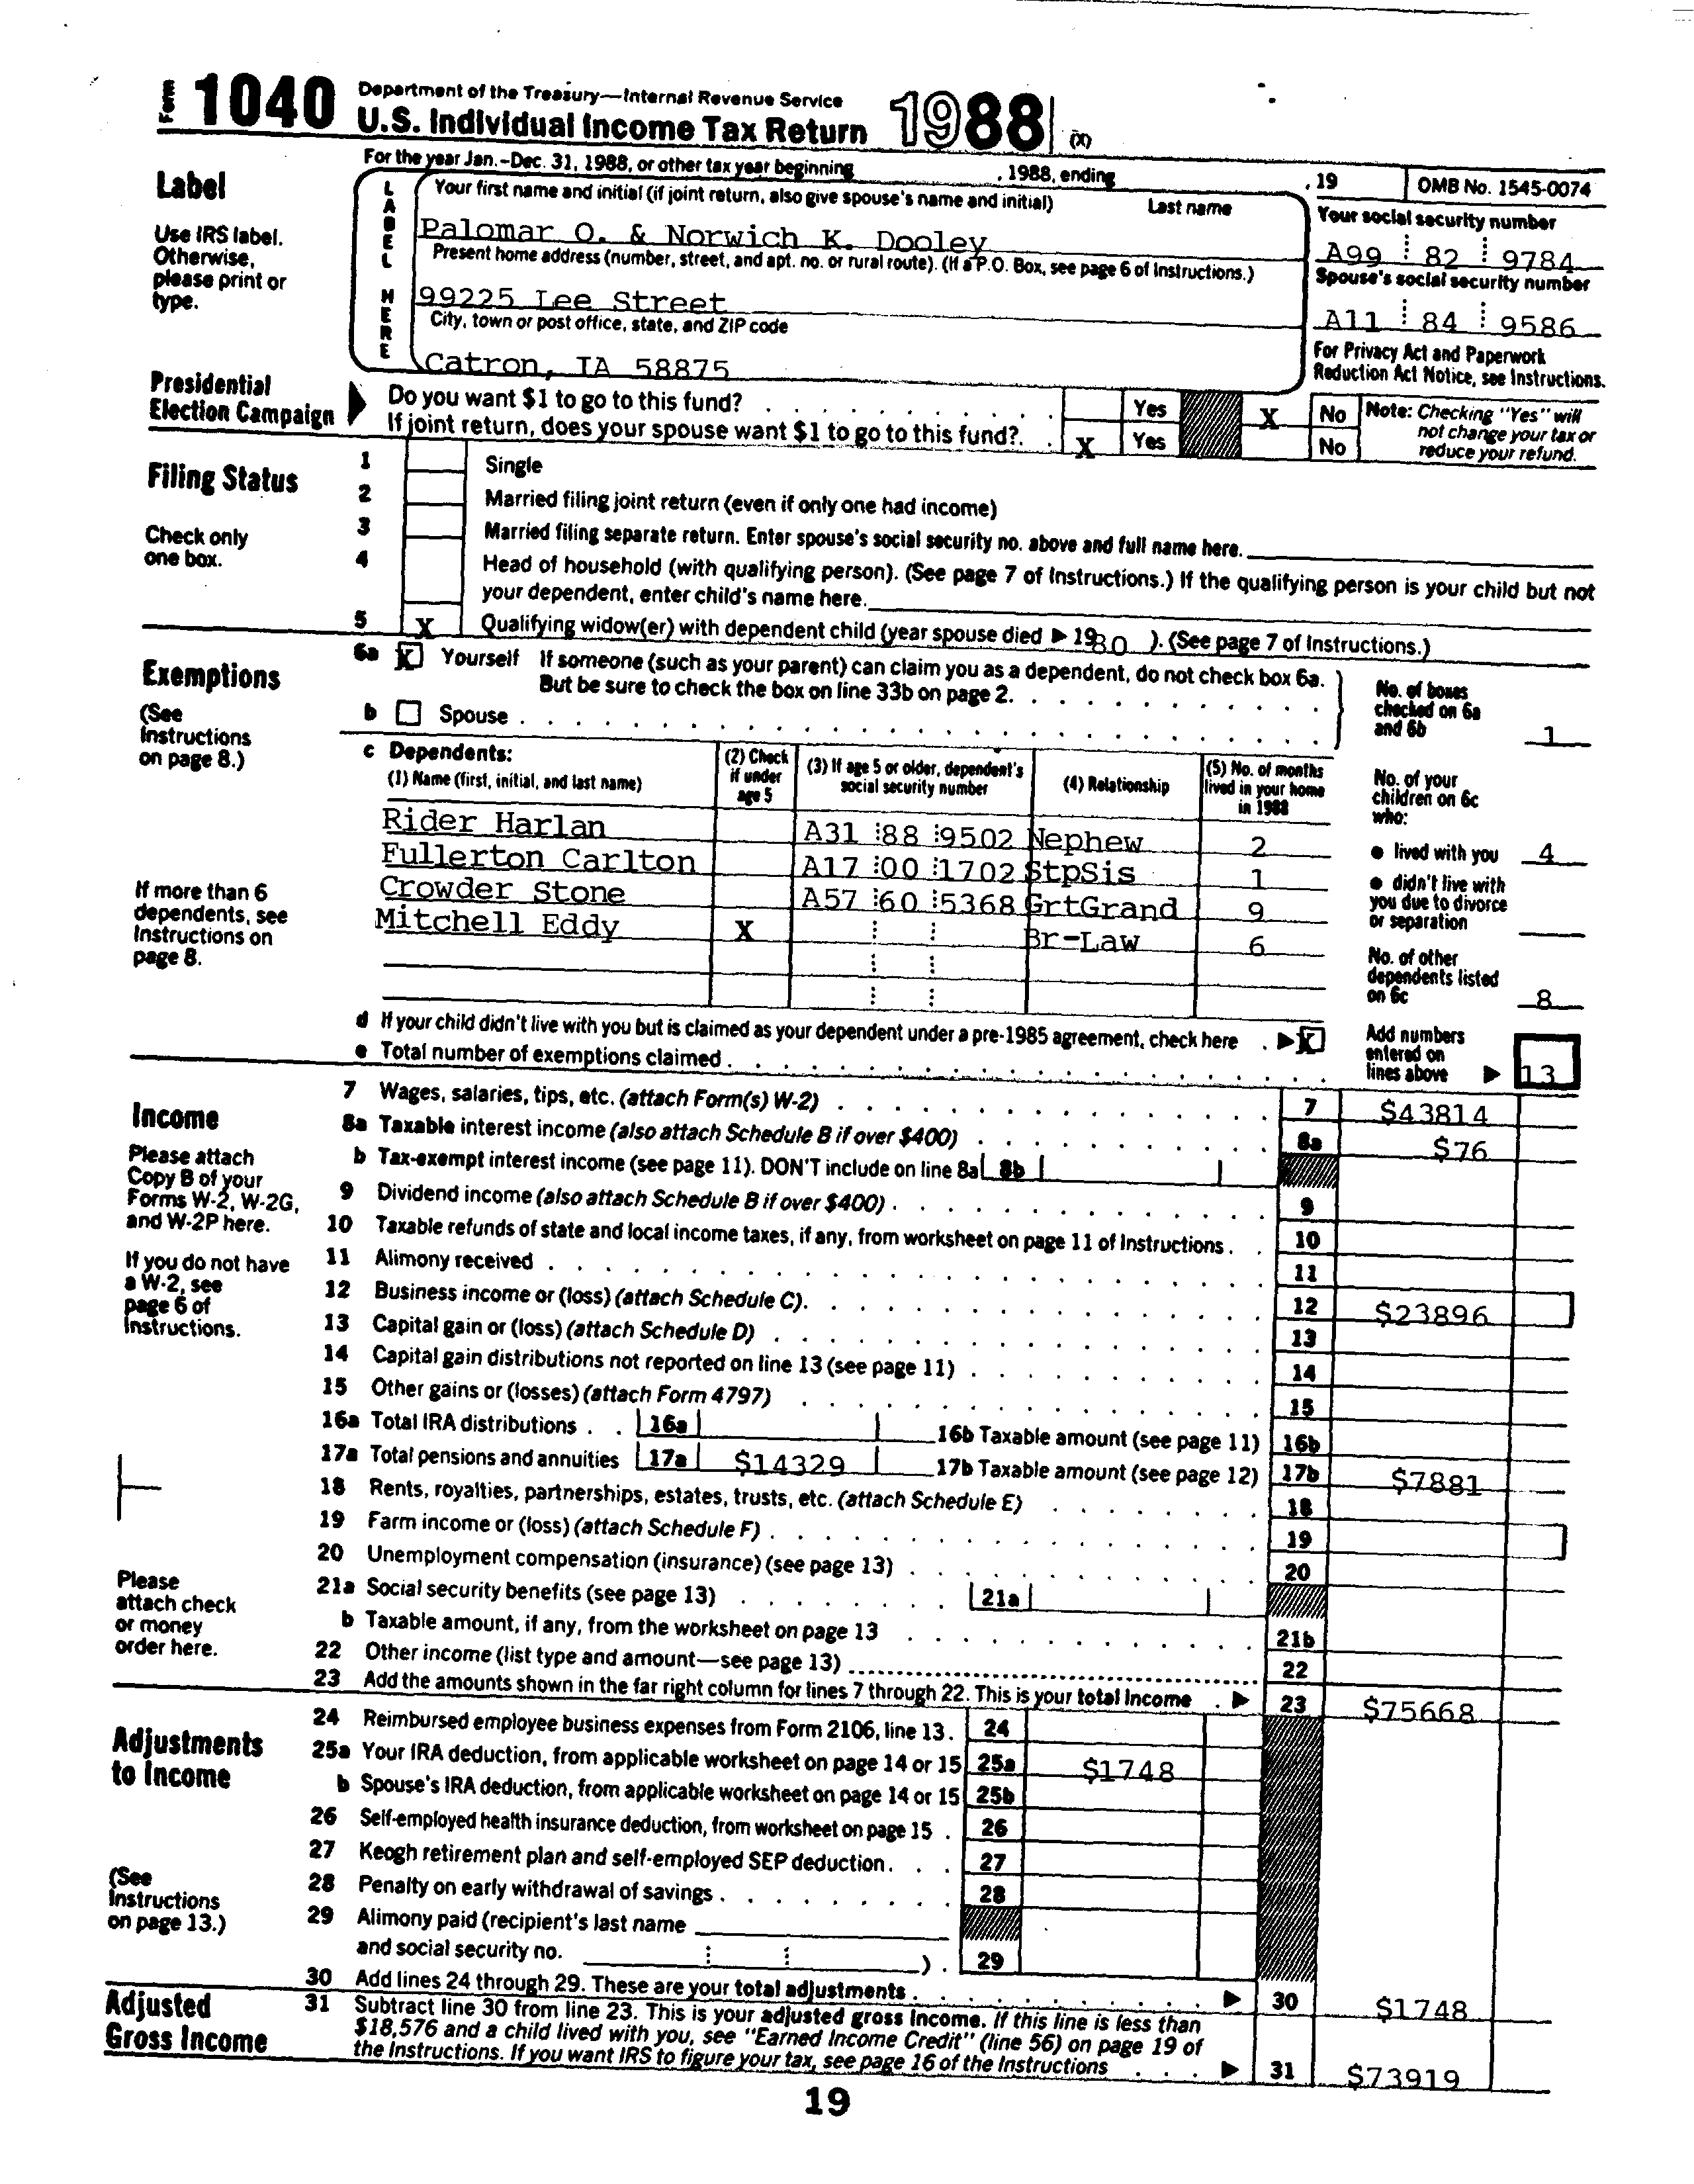 Form 1040 Department of the Treasury—Internal Revenue Service
U.S. Individual Income Tax Return 1988 (X)
For the year Jan.–Dec. 31, 1988, or other tax year beginning , 1988, ending , 19 OMB No. 1545-0074
Label
Use IRS label. Otherwise, please print or type.
LABEL HERE
Your first name and initial (if joint return, also give spouse's name and initial) Last name
Palomar O. & Norwich K. Dooley
Your social security number
A99 82 9784
Present home address (number, street, and apt. no. or rural route). (If a P.O. Box, see page 6 of Instructions.)
99225 Lee Street
Spouse's social security number
A11 84 9586
City, town or post office, state, and ZIP code
Catron, IA 58875
For Privacy Act and Paperwork Reduction Act Notice, see Instructions.
Presidential Election Campaign
Do you want $1 to go to this fund? Yes X No
If joint return, does your spouse want $1 to go to this fund? X Yes No
Note: Checking "Yes" will not change your tax or reduce your refund.
Filing Status
Check only one box.
1 Single
2 Married filing joint return (even if only one had income)
3 Married filing separate return. Enter spouse's social security no. above and full name here.
4 Head of household (with qualifying person). (See page 7 of Instructions.) If the qualifying person is your child but not
your dependent, enter child's name here.
5 X Qualifying widow(er) with dependent child (year spouse died ▶ 1980 ). (See page 7 of Instructions.)
Exemptions
(See Instructions on page 8.)
6a X Yourself If someone (such as your parent) can claim you as a dependent, do not check box 6a.
But be sure to check the box on line 33b on page 2.
b Spouse
No. of boxes checked on 6a and 6b 1
c Dependents:
(1) Name (first, initial, and last name) (2) Check if under age 5 (3) If age 5 or older, dependent's social security number (4) Relationship (5) No. of months lived in your home in 1988
Rider Harlan A31 88 9502 Nephew 2
Fullerton Carlton A17 00 1702 StpSis 1
Crowder Stone A57 60 5368 GrtGrand 9
Mitchell Eddy X Br-Law 6
If more than 6 dependents, see Instructions on page 8.
No. of your children on 6c who:
● lived with you 4
● didn't live with you due to divorce or separation
No. of other dependents listed on 6c 8
d If your child didn't live with you but is claimed as your dependent under a pre-1985 agreement, check here ▶ X
e Total number of exemptions claimed
Add numbers entered on lines above ▶ 13
Income
Please attach Copy B of your Forms W-2, W-2G, and W-2P here.
If you do not have a W-2, see page 6 of Instructions.
Please attach check or money order here.
7 Wages, salaries, tips, etc. (attach Form(s) W-2) 7 $43814
8a Taxable interest income (also attach Schedule B if over $400) 8a $76
b Tax-exempt interest income (see page 11). DON'T include on line 8a 8b
9 Dividend income (also attach Schedule B if over $400) 9
10 Taxable refunds of state and local income taxes, if any, from worksheet on page 11 of Instructions 10
11 Alimony received 11
12 Business income or (loss) (attach Schedule C) 12 $23896
13 Capital gain or (loss) (attach Schedule D) 13
14 Capital gain distributions not reported on line 13 (see page 11) 14
15 Other gains or (losses) (attach Form 4797) 15
16a Total IRA distributions 16a 16b Taxable amount (see page 11) 16b
17a Total pensions and annuities 17a $14329 17b Taxable amount (see page 12) 17b $7881
18 Rents, royalties, partnerships, estates, trusts, etc. (attach Schedule E) 18
19 Farm income or (loss) (attach Schedule F) 19
20 Unemployment compensation (insurance) (see page 13) 20
21a Social security benefits (see page 13) 21a
b Taxable amount, if any, from the worksheet on page 13 21b
22 Other income (list type and amount—see page 13) 22
23 Add the amounts shown in the far right column for lines 7 through 22. This is your total income ▶ 23 $75668
Adjustments to Income
(See Instructions on page 13.)
24 Reimbursed employee business expenses from Form 2106, line 13. 24
25a Your IRA deduction, from applicable worksheet on page 14 or 15 25a $1748
b Spouse's IRA deduction, from applicable worksheet on page 14 or 15 25b
26 Self-employed health insurance deduction, from worksheet on page 15 26
27 Keogh retirement plan and self-employed SEP deduction 27
28 Penalty on early withdrawal of savings 28
29 Alimony paid (recipient's last name
and social security no. ) 29
30 Add lines 24 through 29. These are your total adjustments ▶ 30 $1748
Adjusted Gross Income
31 Subtract line 30 from line 23. This is your adjusted gross income. If this line is less than
$18,576 and a child lived with you, see "Earned Income Credit" (line 56) on page 19 of
the Instructions. If you want IRS to figure your tax, see page 16 of the Instructions ▶ 31 $73919
19